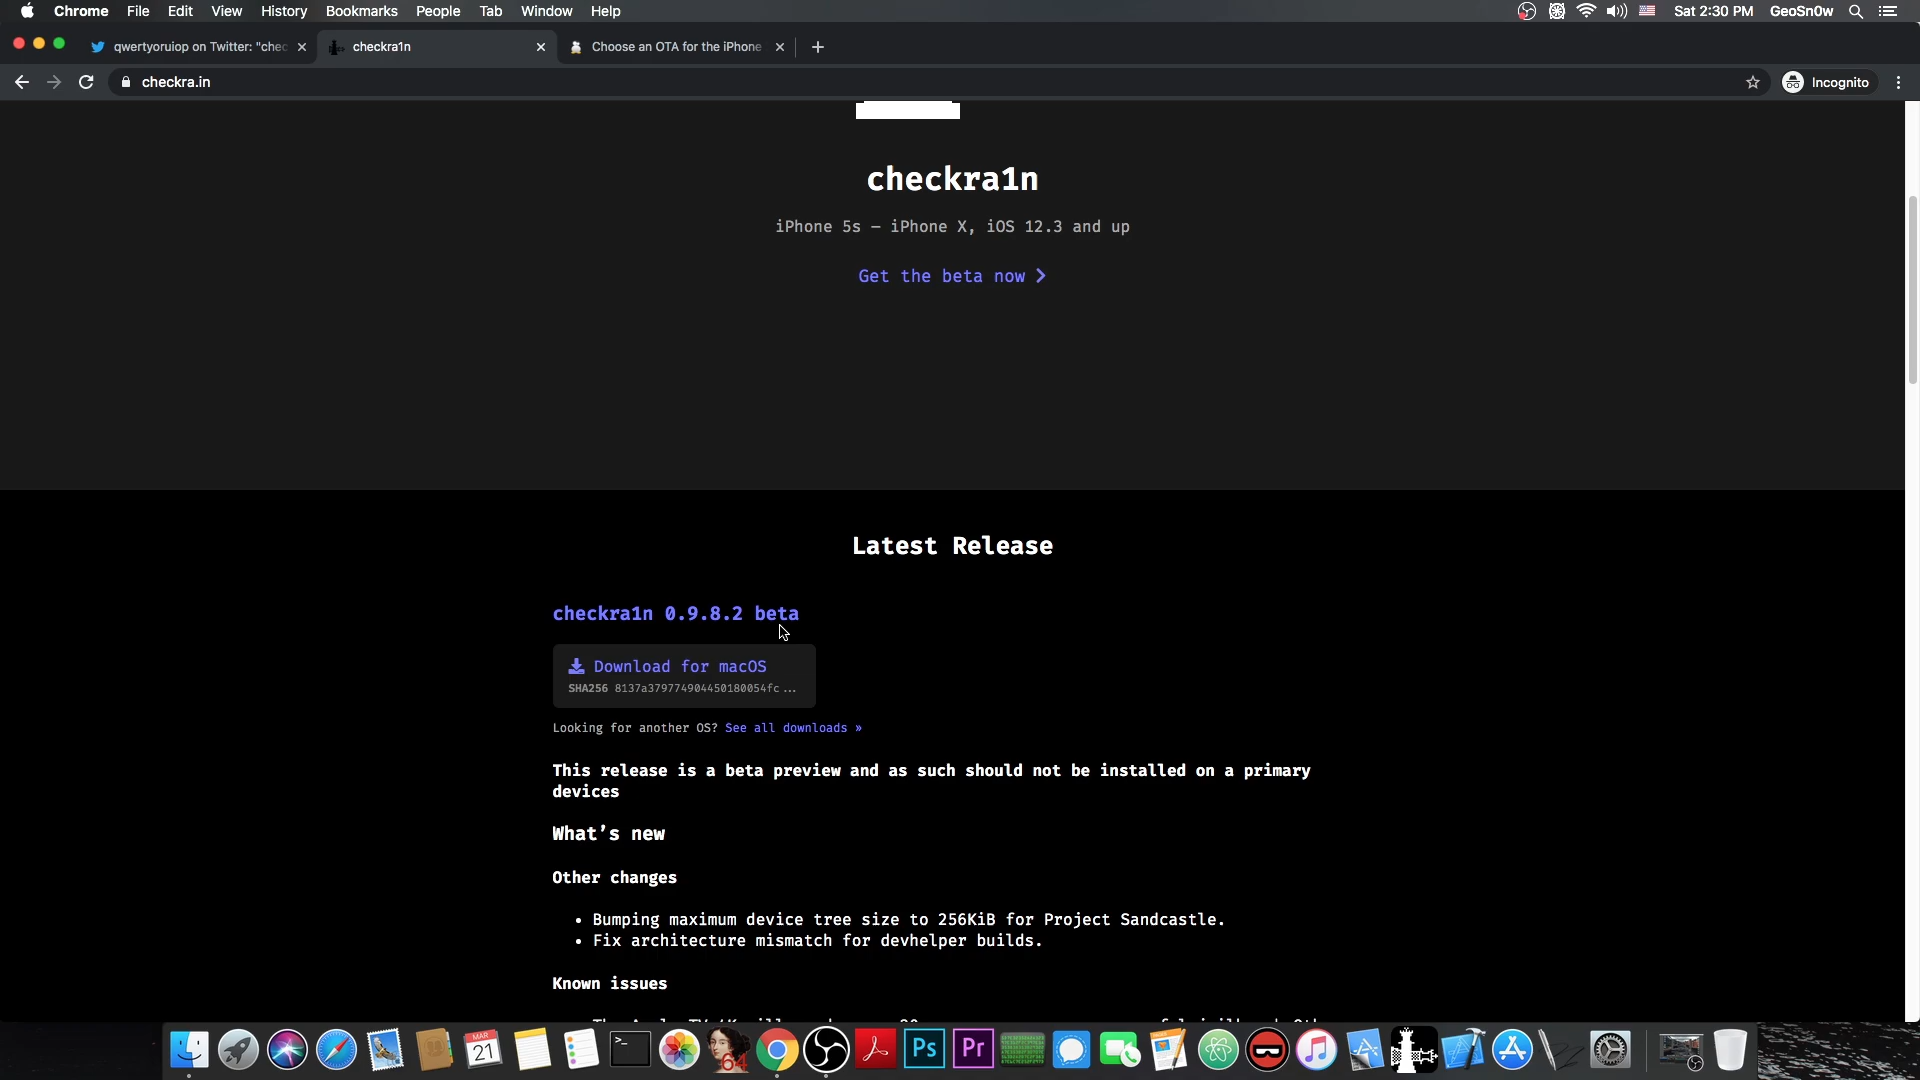 Chrome File Edit View History Bookmarks People Tab Window Help Sat 2:30 PM GeoSn0w
qwertyoruiop on Twitter: "chec checkra1n Choose an OTA for the iPhone
checkra.in Incognito
checkra1n
iPhone 5s – iPhone X, iOS 12.3 and up
Get the beta now
Latest Release
checkra1n 0.9.8.2 beta
Download for macOS
SHA256 8137a379774904450180054fc ...
Looking for another OS? See all downloads »
This release is a beta preview and as such should not be installed on a primary
devices
What's new
Other changes
• Bumping maximum device tree size to 256KiB for Project Sandcastle.
• Fix architecture mismatch for devhelper builds.
Known issues
MAR
21
64
Ps
Pr